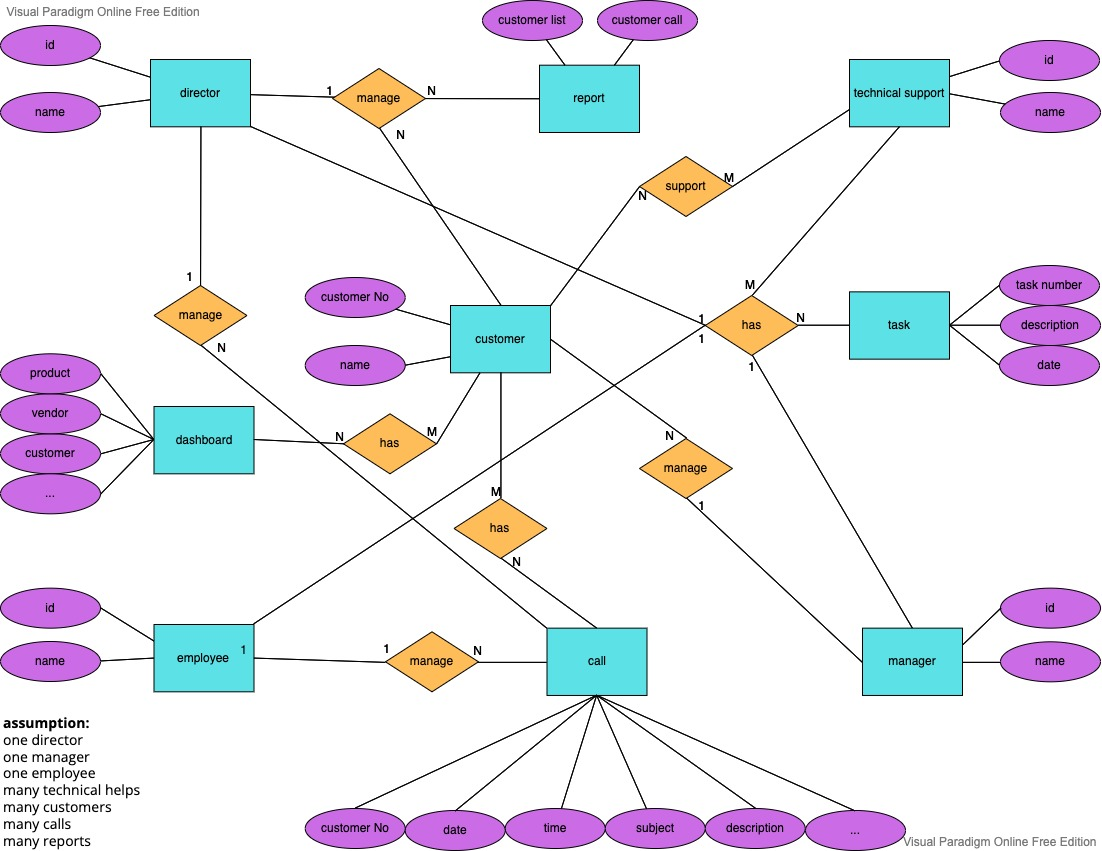 Visual Paradigm Online Free Edition
customer list
customer call
id
id
director
1
manage
N
report
technical support
name
name
N
support
M
N
1
M
task number
customer No
manage
1
has
N
task
description
customer
1
N
name
1
date
product
vendor
dashboard
N
has
M
N
customer
manage
...
M
1
has
N
id
id
1
employee
1
manage
N
call
manager
name
name
assumption:
one director
one manager
one employee
many technical helps
many customers
many calls
many reports
customer No
date
time
subject
description
...
Visual Paradigm Online Free Edition